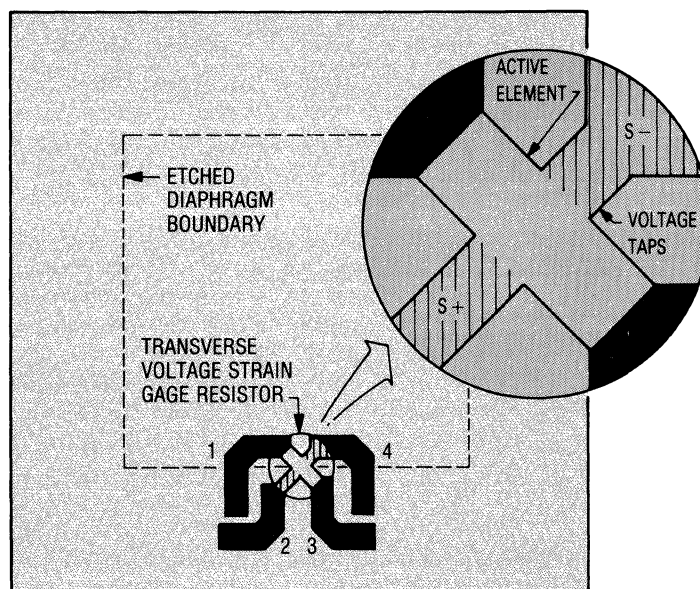 ACTIVE
ELEMENT
S-
ETCHED
DIAPHRAGM
BOUNDARY
VOLTAGE
TAPS
S+
TRANSVERSE
VOLTAGE STRAIN
GAGE RESISTOR
1
4
2 3